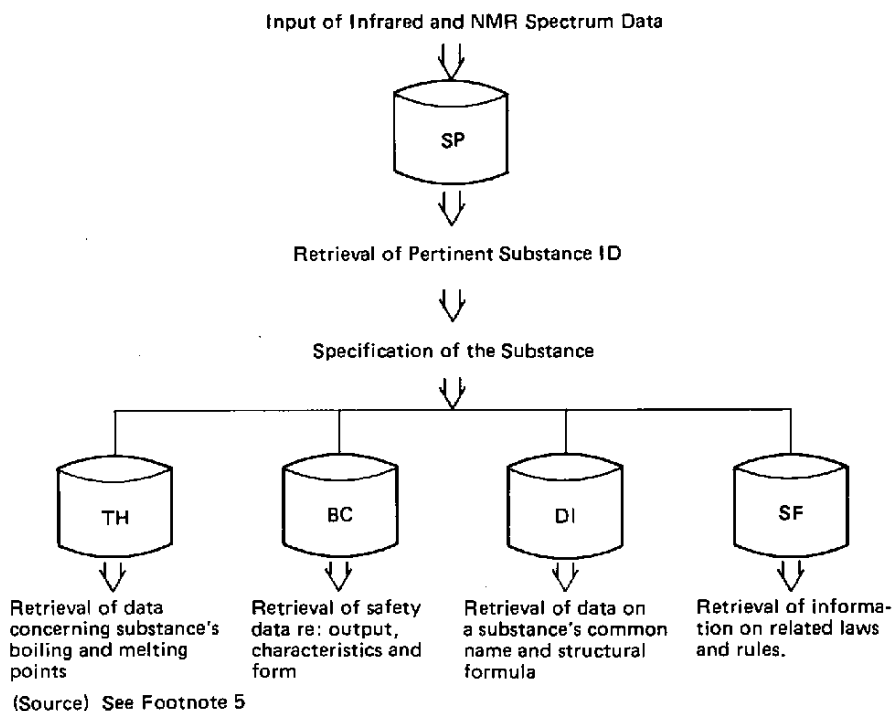 Input of Infrared and NMR Spectrum Data
SP
Retrieval of Pertinent Substance ID
Specification of the Substance
TH
BC
DI
SF
Retrieval of data
concerning substance's
boiling and melting
points
Retrieval of safety
data re: output,
characteristics and
form
Retrieval of data on
a substance's common
name and structural
formula
Retrieval of informa-
tion on related laws
and rules.
(Source) See Footnote 5